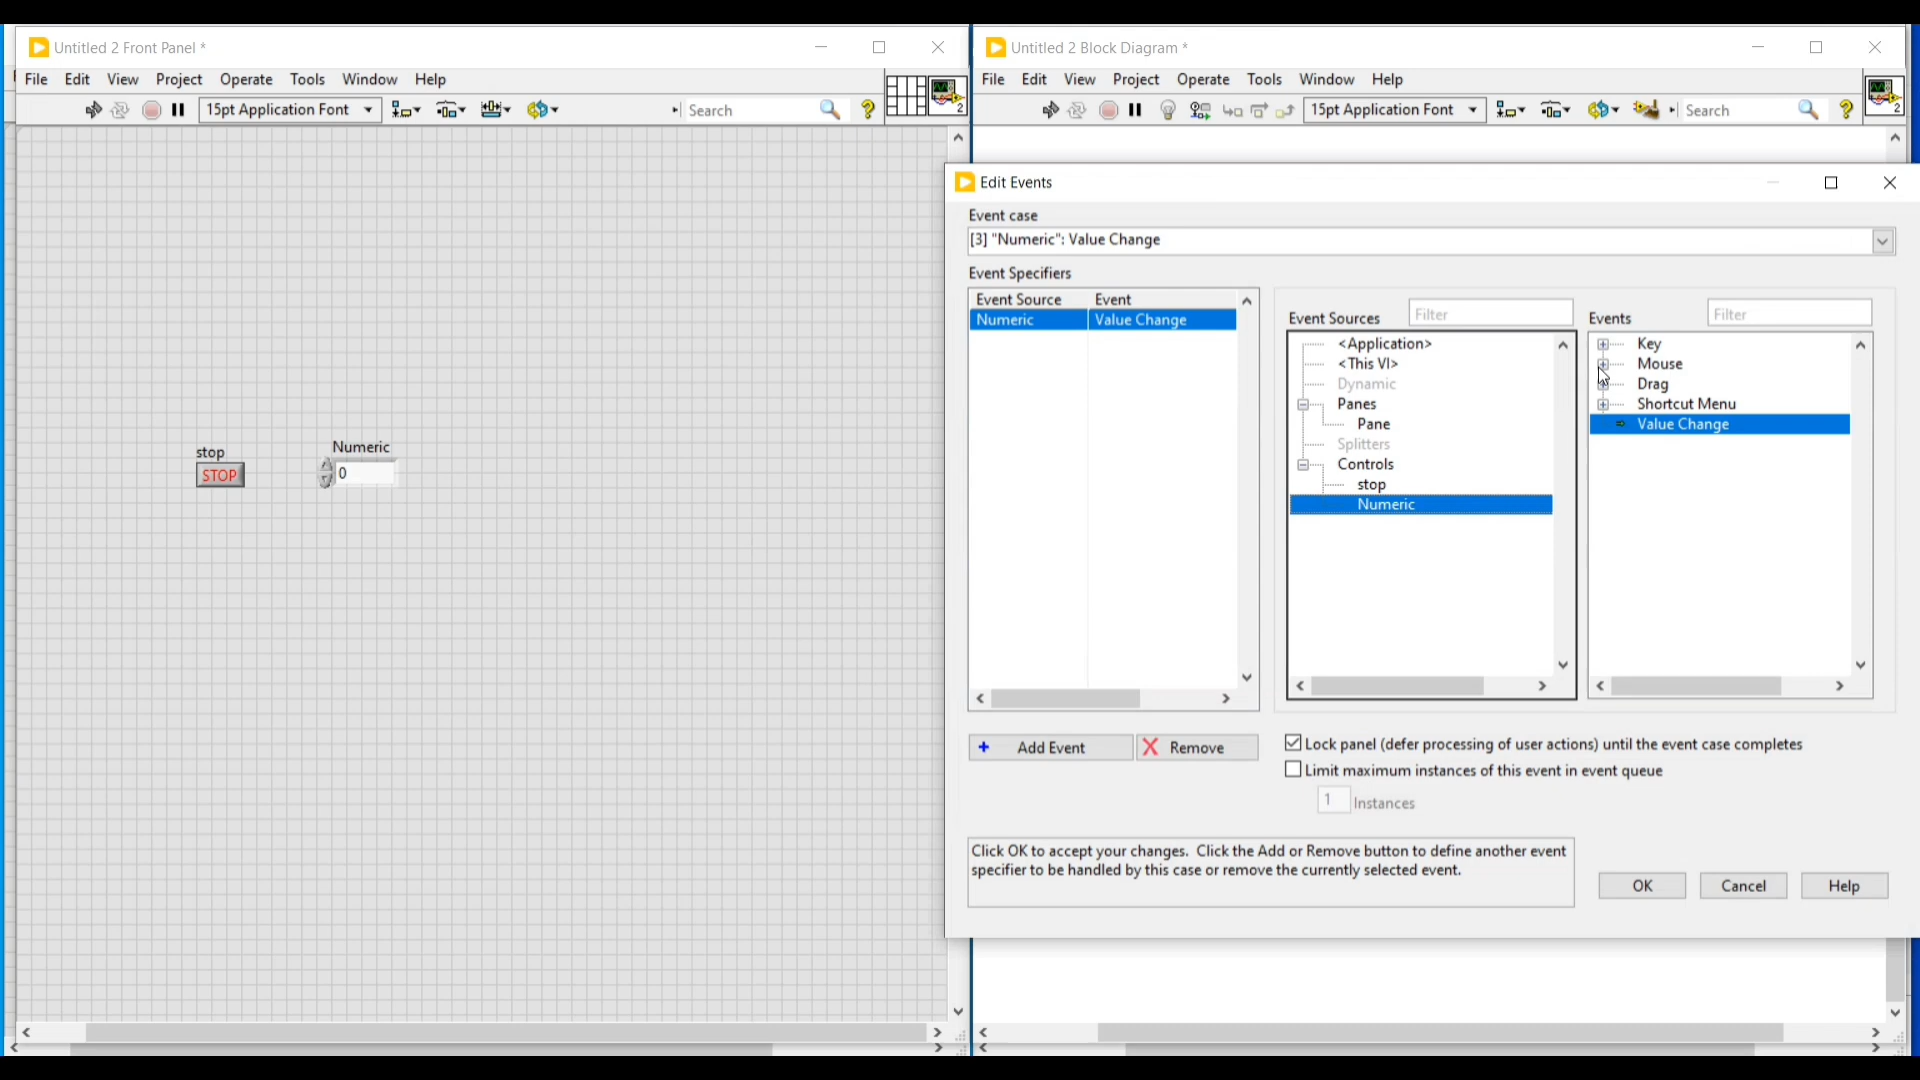 Untitled 2 Front Panel *
File Edit View Project Operate Tools Window Help
15pt Application Font
Search
2
stop
STOP
Numeric
0
Untitled 2 Block Diagram *
File Edit View Project Operate Tools Window Help
15pt Application Font
Search
2
Edit Events
Event case
[3] "Numeric": Value Change
Event Specifiers
Event Source Event
Numeric Value Change
Add Event
Remove
Event Sources
Filter
<Application>
<This VI>
Dynamic
Panes
Pane
Splitters
Controls
stop
Numeric
Events
Filter
Key
Mouse
Drag
Shortcut Menu
Value Change
Lock panel (defer processing of user actions) until the event case completes
Limit maximum instances of this event in event queue
1 Instances
Click OK to accept your changes. Click the Add or Remove button to define another event
specifier to be handled by this case or remove the currently selected event.
OK
Cancel
Help